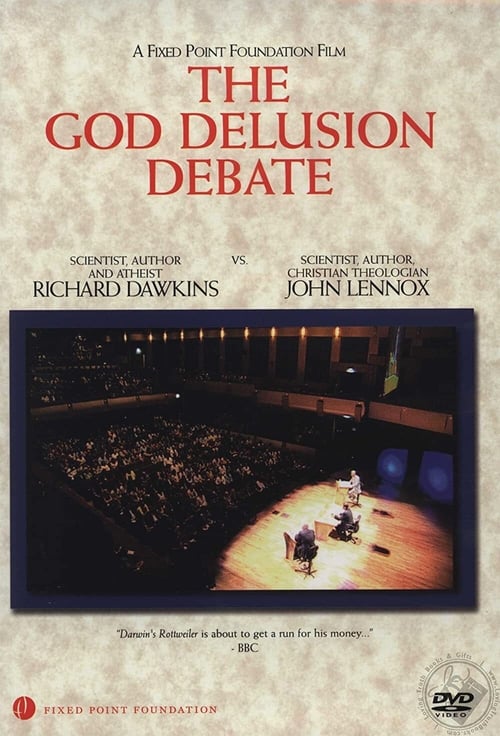 A FIXED POINT FOUNDATION FILM
THE
GOD DELUSION
DEBATE
SCIENTIST, AUTHOR
AND ATHEIST
RICHARD DAWKINS
VS.
SCIENTIST, AUTHOR,
CHRISTIAN THEOLOGIAN
JOHN LENNOX
"Darwin's Rottweiler is about to get a run for his money..."
- BBC
FIXED POINT FOUNDATION
DVD
VIDEO